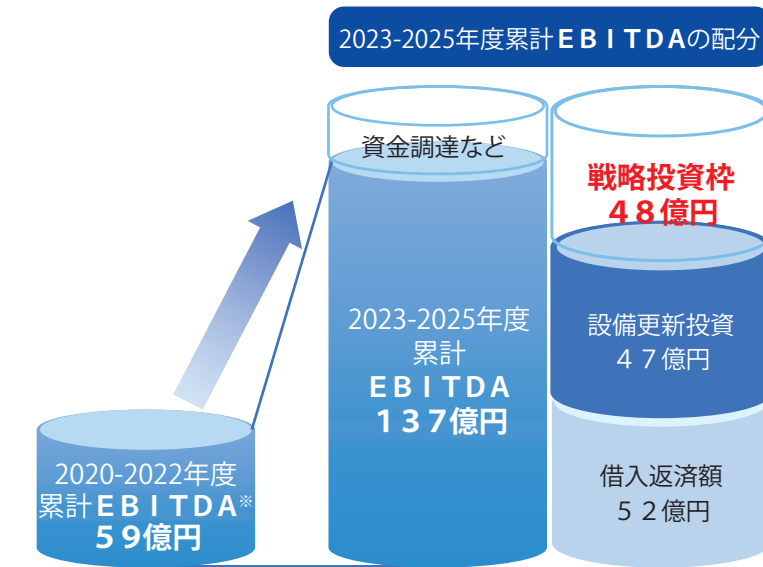 2023-2025年度累計ＥＢＩＴＤＡの配分
資金調達など
戦略投資枠
４８億円
2023-2025年度
累計
ＥＢＩＴＤＡ
１３７億円
設備更新投資
４７億円
2020-2022年度
累計ＥＢＩＴＤＡ※
５９億円
借入返済額
５２億円